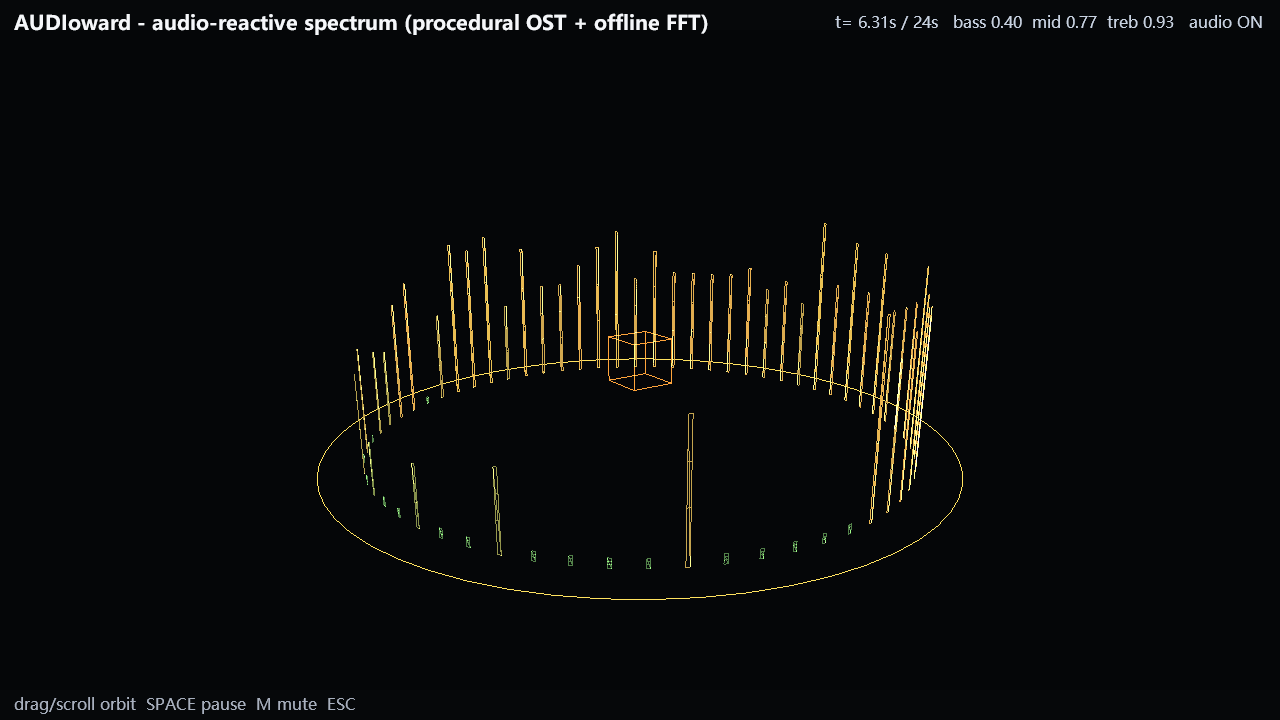 AUDIoward - audio-reactive spectrum (procedural OST + offline FFT)
t= 6.31s / 24s   bass 0.40  mid 0.77  treb 0.93   audio ON
drag/scroll orbit  SPACE pause  M mute  ESC